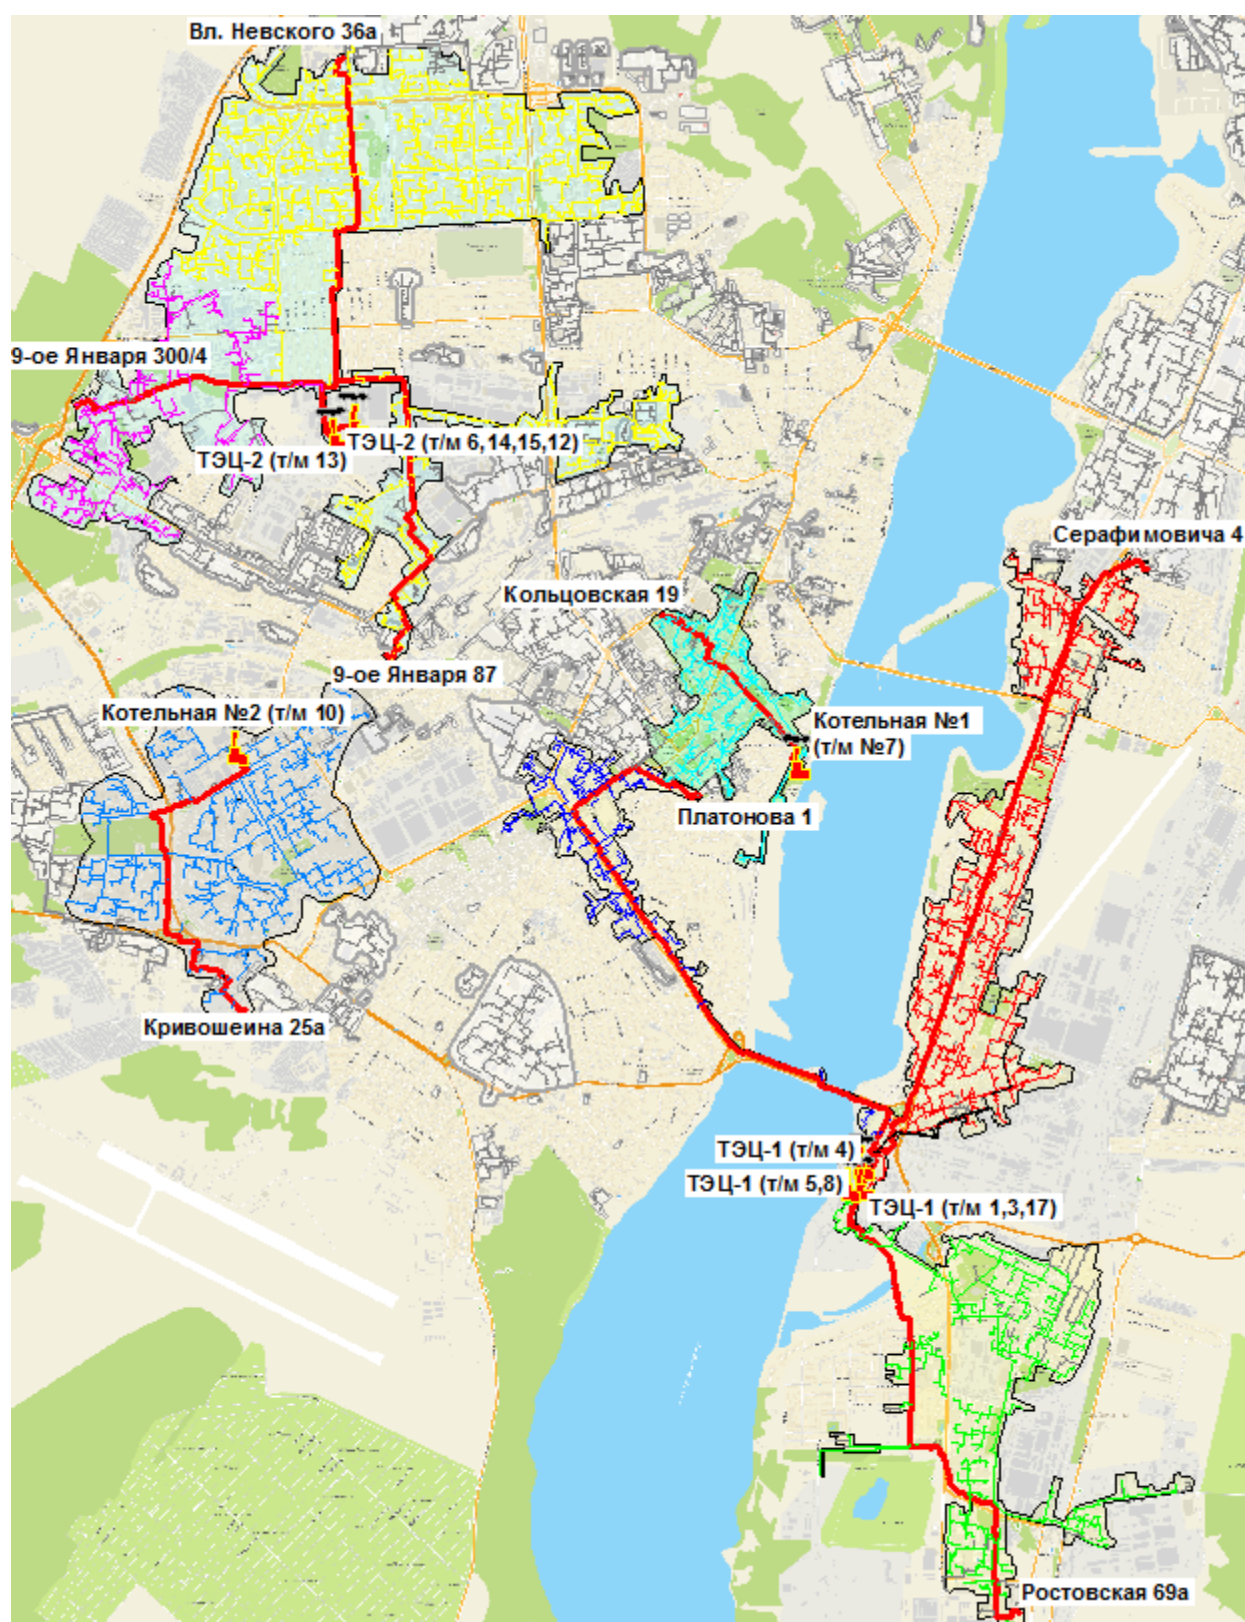 Вл. Невского 36а
9-ое Января 300/4
ТЭЦ-2 (т/м 6,14,15,12)
ТЭЦ-2 (т/м 13)
Серафимовича 4
Кольцовская 19
9-ое Января 87
Котельная №2 (т/м 10)
Котельная №1
(т/м №7)
Платонова 1
Кривошеина 25а
ТЭЦ-1 (т/м 4)
ТЭЦ-1 (т/м 5,8)
ТЭЦ-1 (т/м 1,3,17)
Ростовская 69а